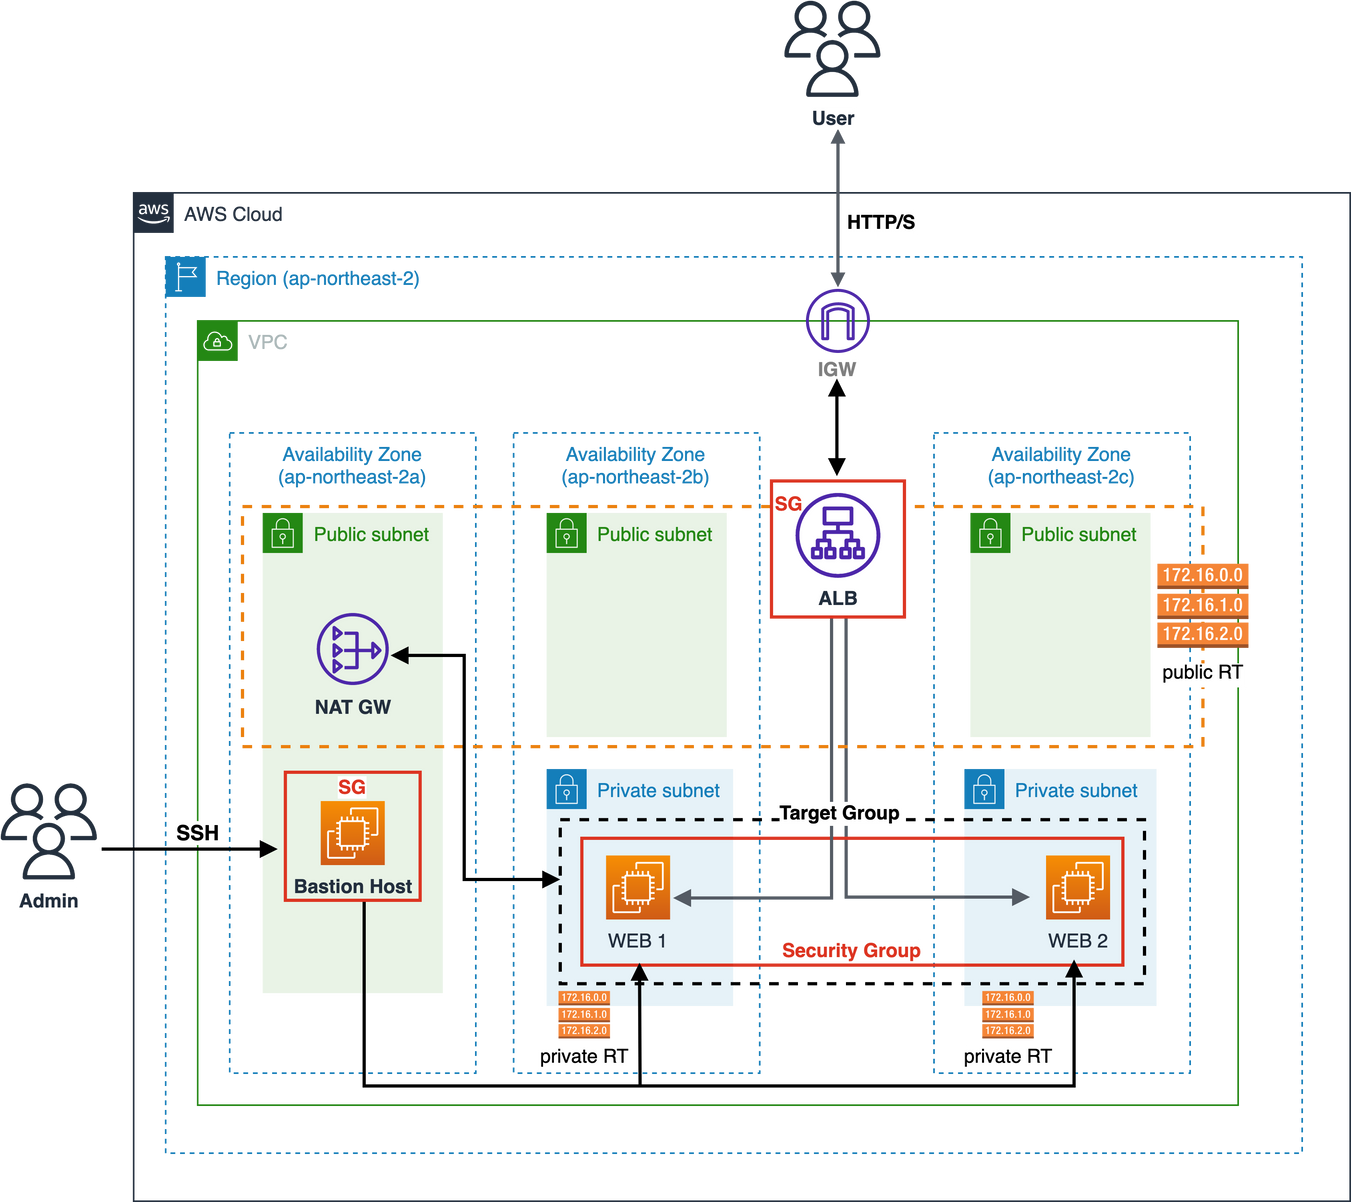 User
aws
AWS Cloud
HTTP/S
Region (ap-northeast-2)
VPC
IGW
Availability Zone
(ap-northeast-2a)
Availability Zone
(ap-northeast-2b)
Availability Zone
(ap-northeast-2c)
SG
ALB
Public subnet
Public subnet
Public subnet
172.16.0.0
172.16.1.0
172.16.2.0
public RT
NAT GW
SG
Bastion Host
SSH
Admin
Private subnet
Private subnet
Target Group
WEB 1
WEB 2
Security Group
172.16.0.0
172.16.1.0
172.16.2.0
private RT
172.16.0.0
172.16.1.0
172.16.2.0
private RT